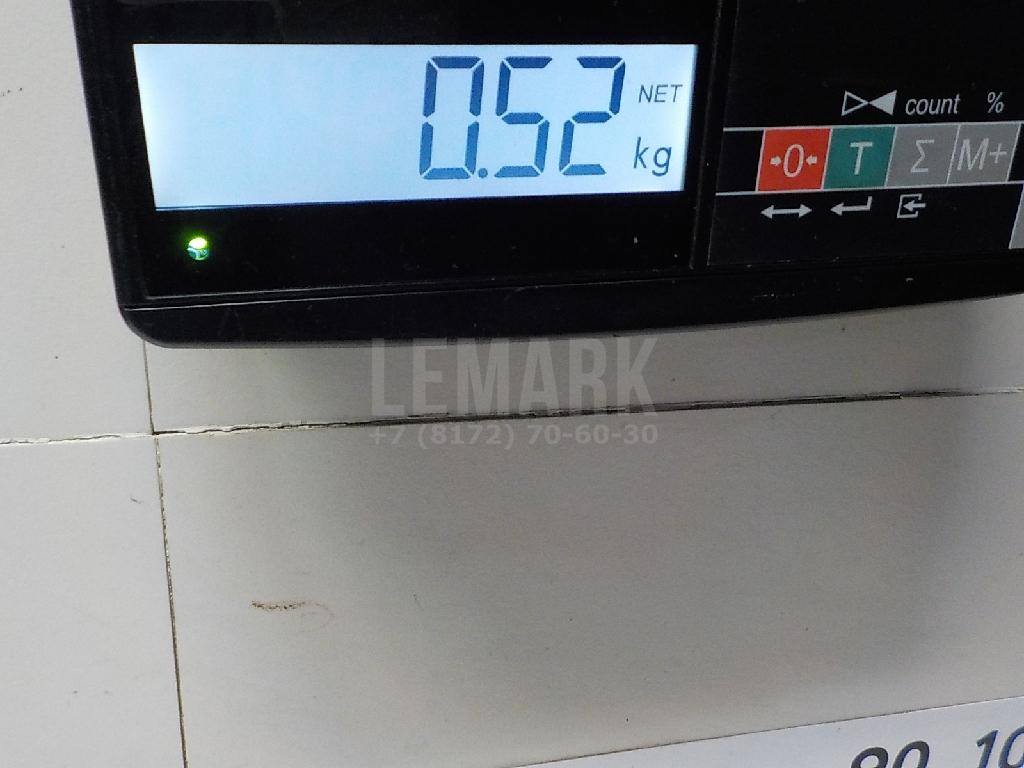 0.52 NET
kg
count %
→0← T Σ M+
LEMARK
+7 (8172) 70-60-30